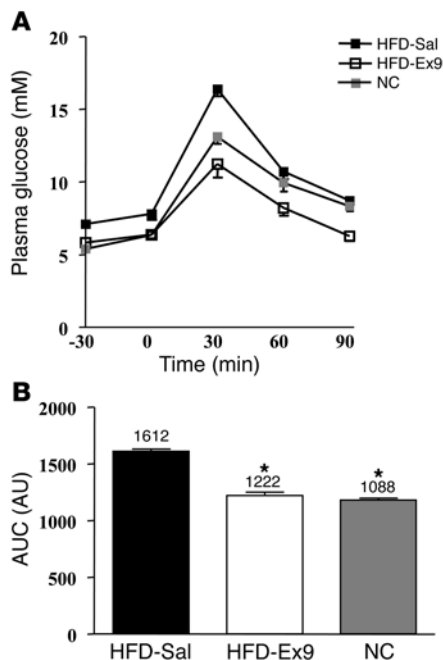 A
HFD-Sal
HFD-Ex9
NC
Plasma glucose (mM)
20
15
10
5
0
-30 0 30 60 90
Time (min)
B
AUC (AU)
2000
1500
1000
500
0
1612
* *
1222 1088
HFD-Sal HFD-Ex9 NC